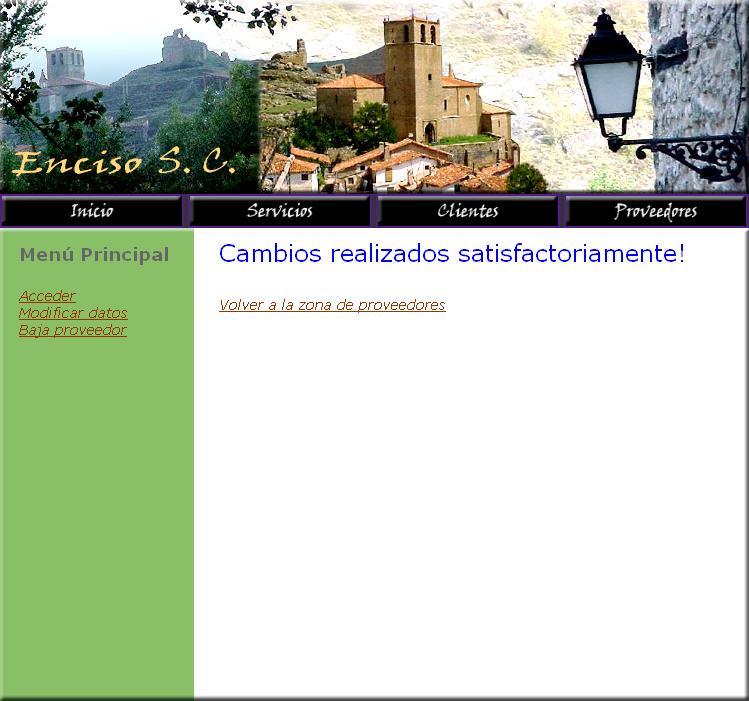 Enciso S. C.
Inicio Servicios Clientes Proveedores
Menú Principal
Acceder
Modificar datos
Baja proveedor
Cambios realizados satisfactoriamente!
Volver a la zona de proveedores